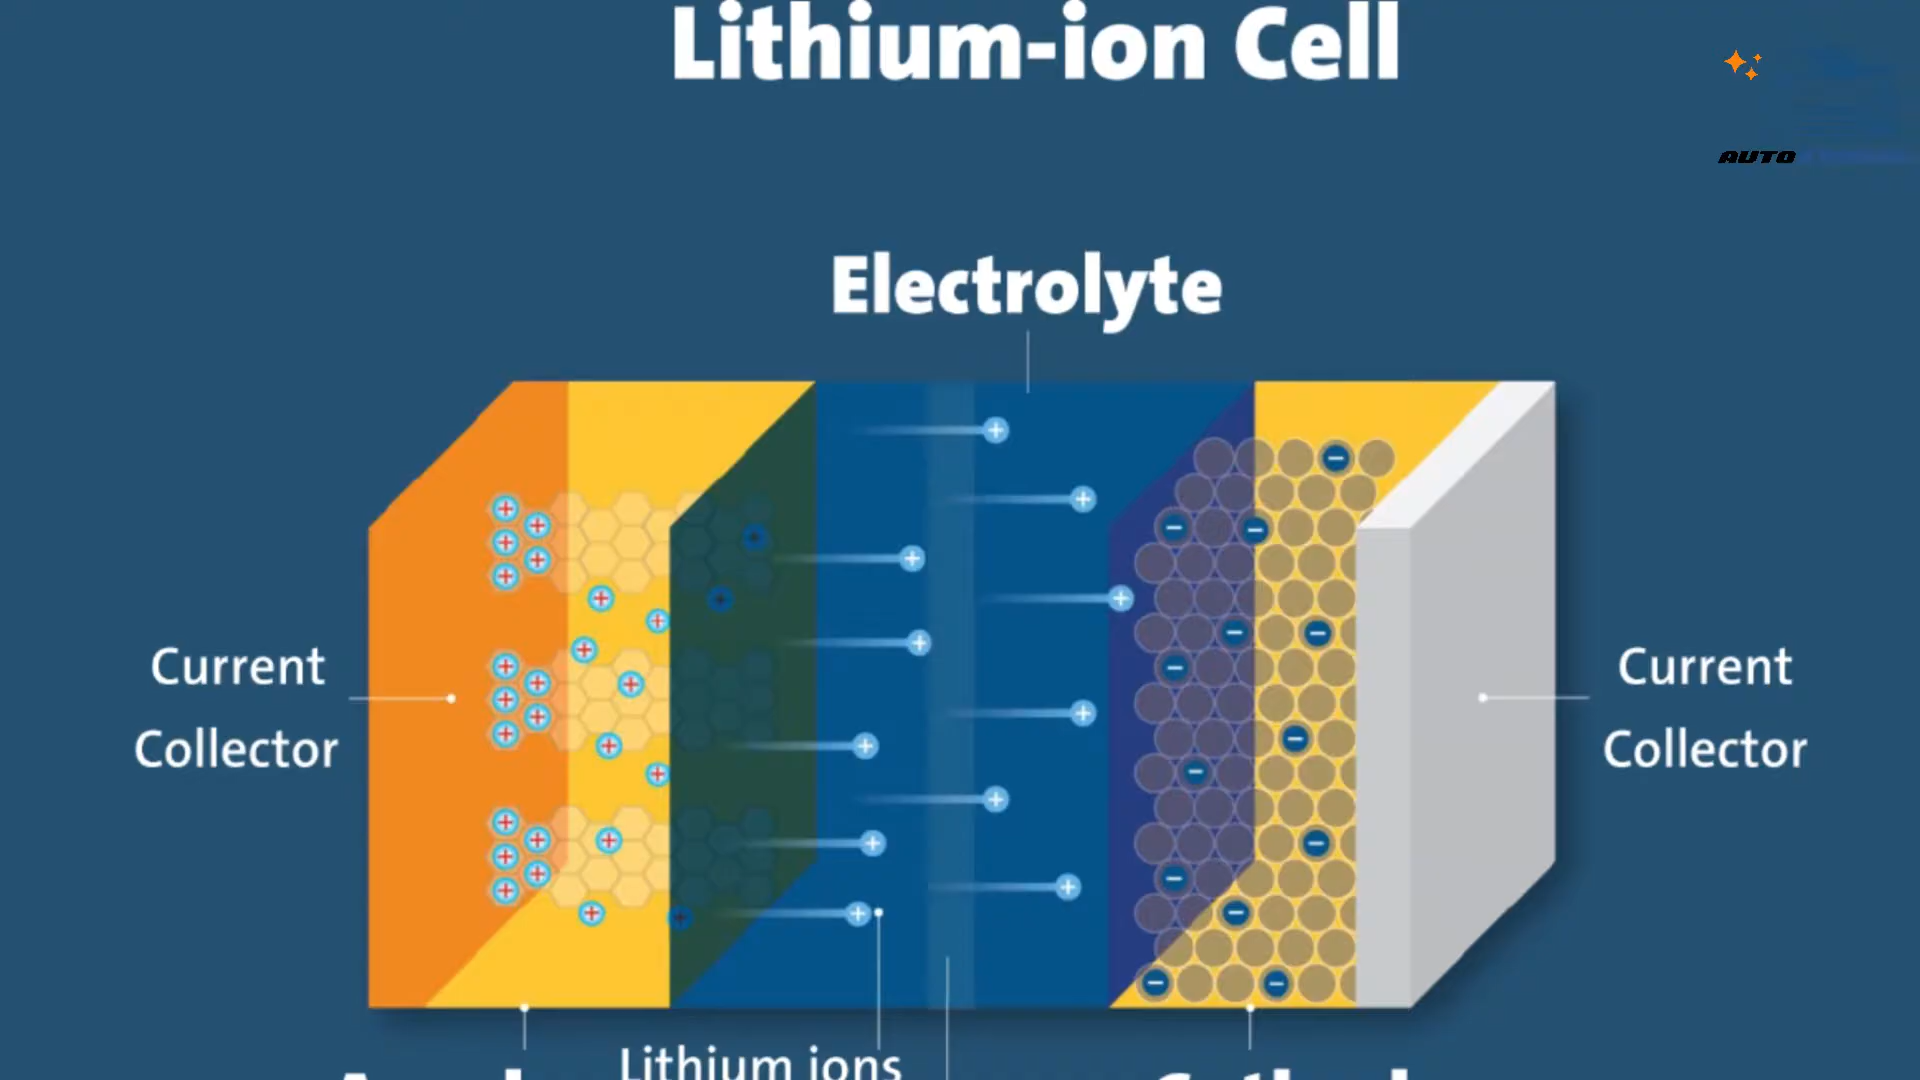 Lithium-ion Cell
AUTO
Electrolyte
Current
Collector
Current
Collector
Lithium ions